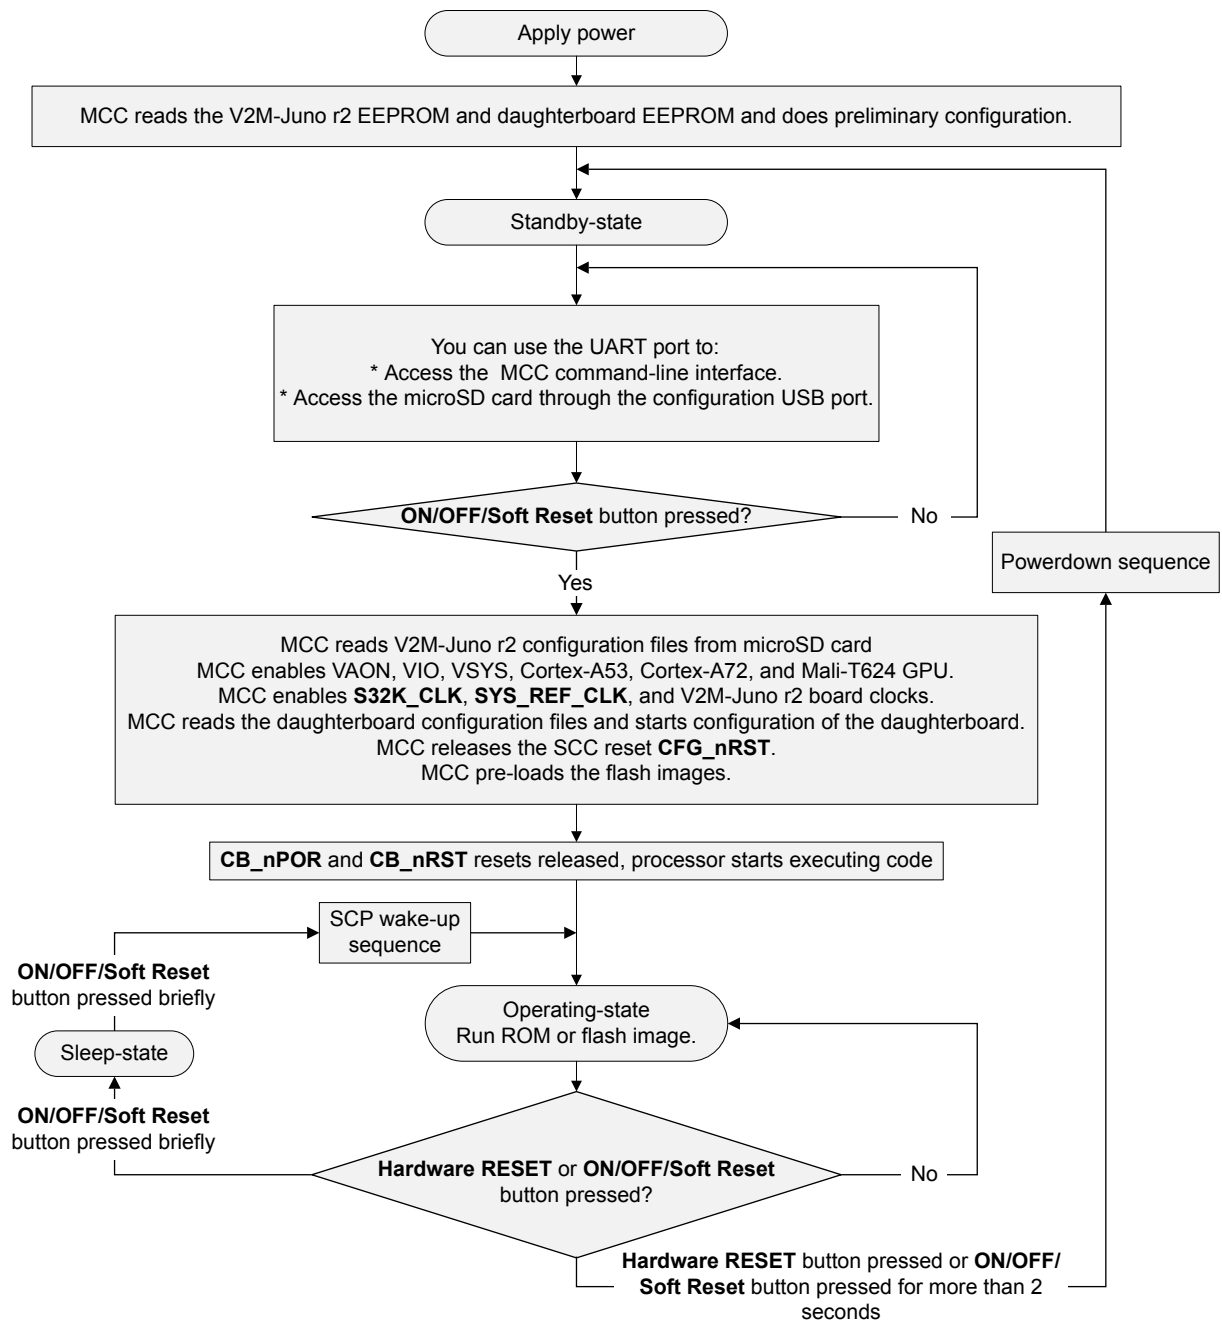 Apply power
MCC reads the V2M-Juno r2 EEPROM and daughterboard EEPROM and does preliminary configuration.
Standby-state
You can use the UART port to:
* Access the MCC command-line interface.
* Access the microSD card through the configuration USB port.
ON/OFF/Soft Reset button pressed?
No
Powerdown sequence
Yes
MCC reads V2M-Juno r2 configuration files from microSD card
MCC enables VAON, VIO, VSYS, Cortex-A53, Cortex-A72, and Mali-T624 GPU.
MCC enables S32K_CLK, SYS_REF_CLK, and V2M-Juno r2 board clocks.
MCC reads the daughterboard configuration files and starts configuration of the daughterboard.
MCC releases the SCC reset CFG_nRST.
MCC pre-loads the flash images.
CB_nPOR and CB_nRST resets released, processor starts executing code
SCP wake-up
sequence
ON/OFF/Soft Reset
button pressed briefly
Operating-state
Run ROM or flash image.
Sleep-state
ON/OFF/Soft Reset
button pressed briefly
Hardware RESET or ON/OFF/Soft Reset
button pressed?
No
Hardware RESET button pressed or ON/OFF/
Soft Reset button pressed for more than 2
seconds